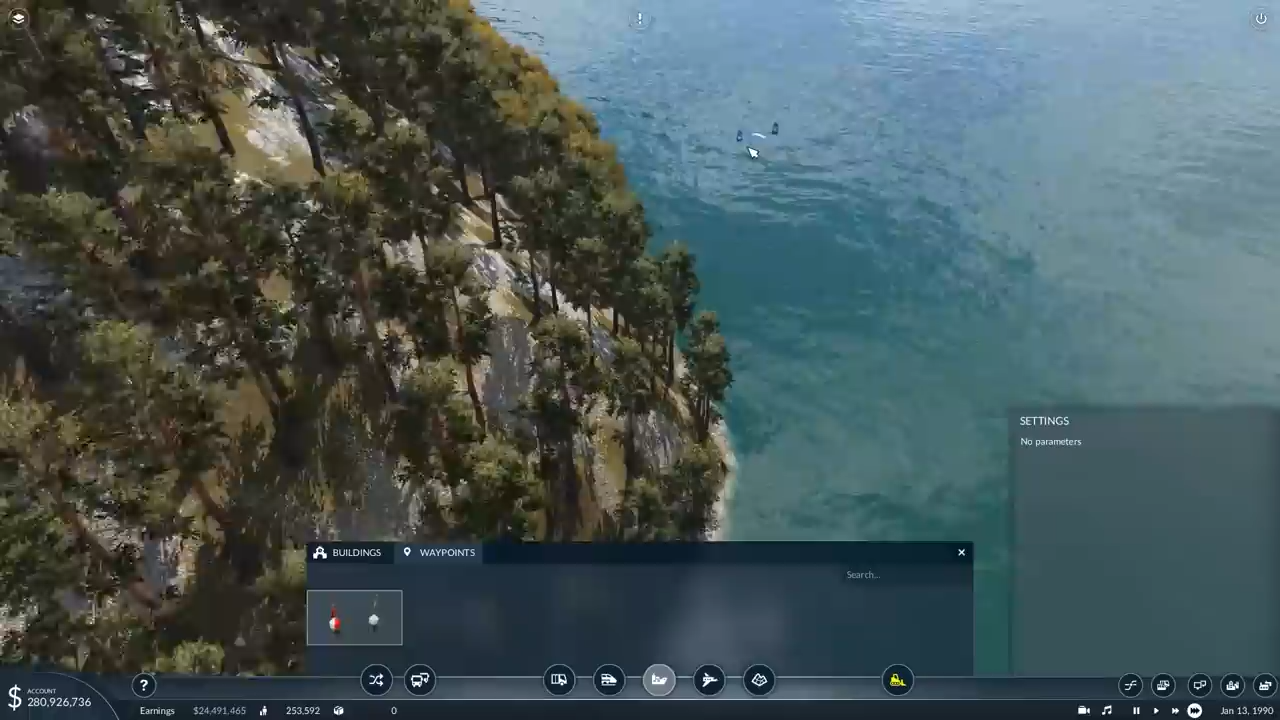 SETTINGS
No parameters
BUILDINGS WAYPOINTS
Search...
ACCOUNT
$ 280,926,736
?
Earnings $24,491,465 253,592 0 Jan 13, 1990